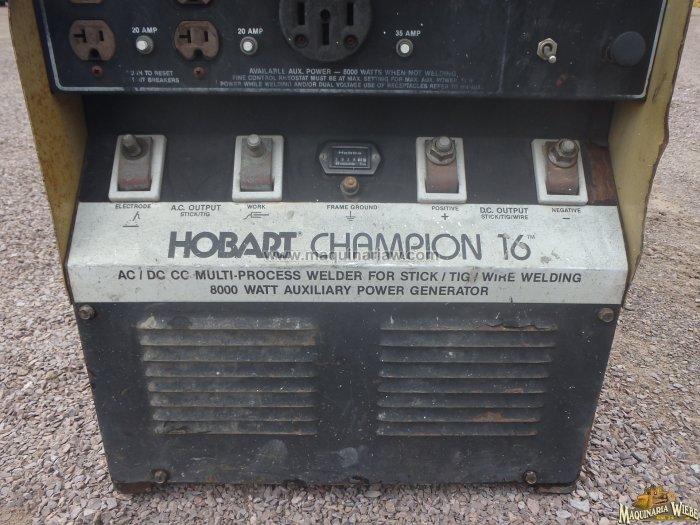 20 AMP
20 AMP
35 AMP
TO RESET
BREAKERS
AVAILABLE AUX. POWER — 8000 WATTS WHEN NOT WELDING,
FINE CONTROL RHEOSTAT MUST BE AT MAX. SETTING FOR MAX. AUX. POWER
POWER WHILE WELDING AND/OR DUAL VOLTAGE USE OF RECEPTACLES REFER TO
Hobbs
ELECTRODE
A.C. OUTPUT
STICK/TIG
WORK
FRAME GROUND
POSITIVE
+
D.C. OUTPUT
STICK/TIG/WIRE
NEGATIVE
-
HOBART® CHAMPION 16™
www.maquinariaw.com
AC / DC CC MULTI-PROCESS WELDER FOR STICK / TIG / WIRE WELDING
8000 WATT AUXILIARY POWER GENERATOR
MAQUINARIA WIEBE